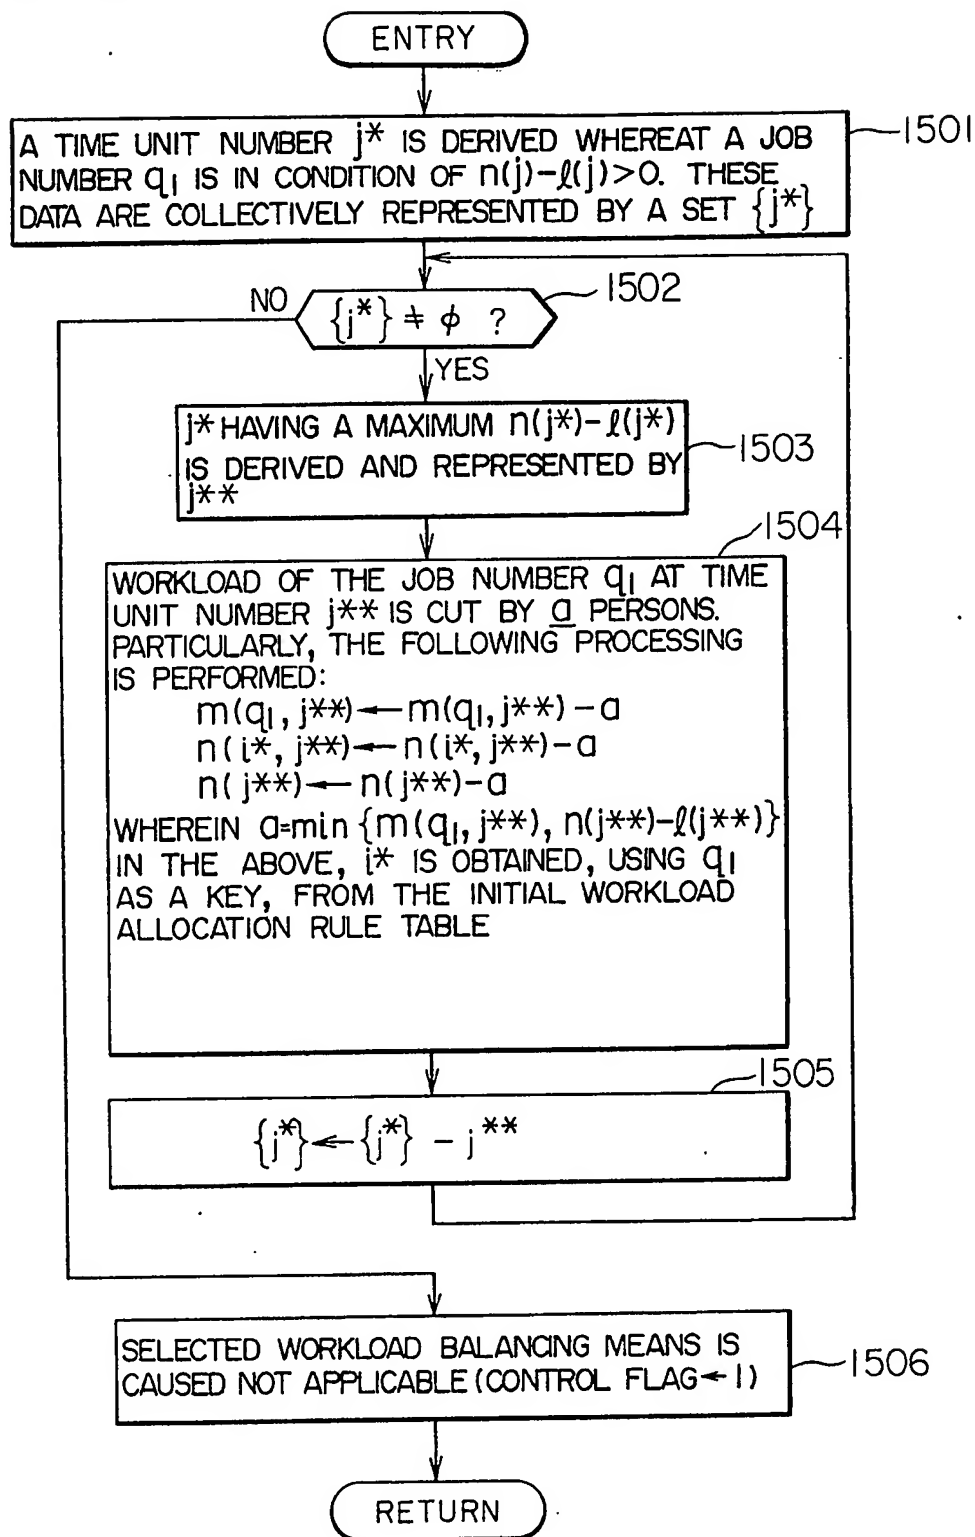 ENTRY
A TIME UNIT NUMBER j* IS DERIVED WHEREAT A JOB
NUMBER q₁ IS IN CONDITION OF n(j)-ℓ(j)>0. THESE
DATA ARE COLLECTIVELY REPRESENTED BY A SET {j*}
1501
NO
{j*} ≠ φ ?
1502
YES
j* HAVING A MAXIMUM n(j*)-ℓ(j*)
IS DERIVED AND REPRESENTED BY
j**
1503
1504
WORKLOAD OF THE JOB NUMBER q₁ AT TIME
UNIT NUMBER j** IS CUT BY a PERSONS.
PARTICULARLY, THE FOLLOWING PROCESSING
IS PERFORMED:
m(q₁, j**)←m(q₁, j**)-a
n(i*, j**)←n(i*, j**)-a
n(j**)←n(j**)-a
WHEREIN a=min {m(q₁, j**), n(j**)-ℓ(j**)}
IN THE ABOVE, i* IS OBTAINED, USING q₁
AS A KEY, FROM THE INITIAL WORKLOAD
ALLOCATION RULE TABLE
1505
{j*}←{j*} - j**
SELECTED WORKLOAD BALANCING MEANS IS
CAUSED NOT APPLICABLE (CONTROL FLAG←1)
1506
RETURN